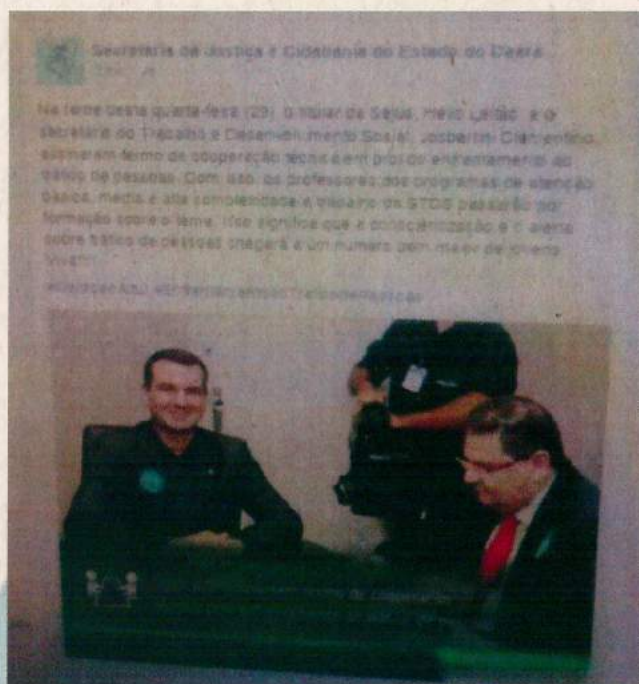 Secretaria da Justiça e Cidadania do Estado do Ceará
Na tarde desta quarta-feira (29), o titular da Sejus, Hélio Leitão, e o
secretário do Trabalho e Desenvolvimento Social, Josbertini Clementino,
assinaram termo de cooperação técnica em prol do enfrentamento ao
tráfico de pessoas. Com isso, os professores dos programas de atenção
básica, média e alta complexidade e trabalho da STDS passarão por
formação sobre o tema. Isso significa que a conscientização e o alerta
sobre tráfico de pessoas chegará a um número bem maior de jovens.